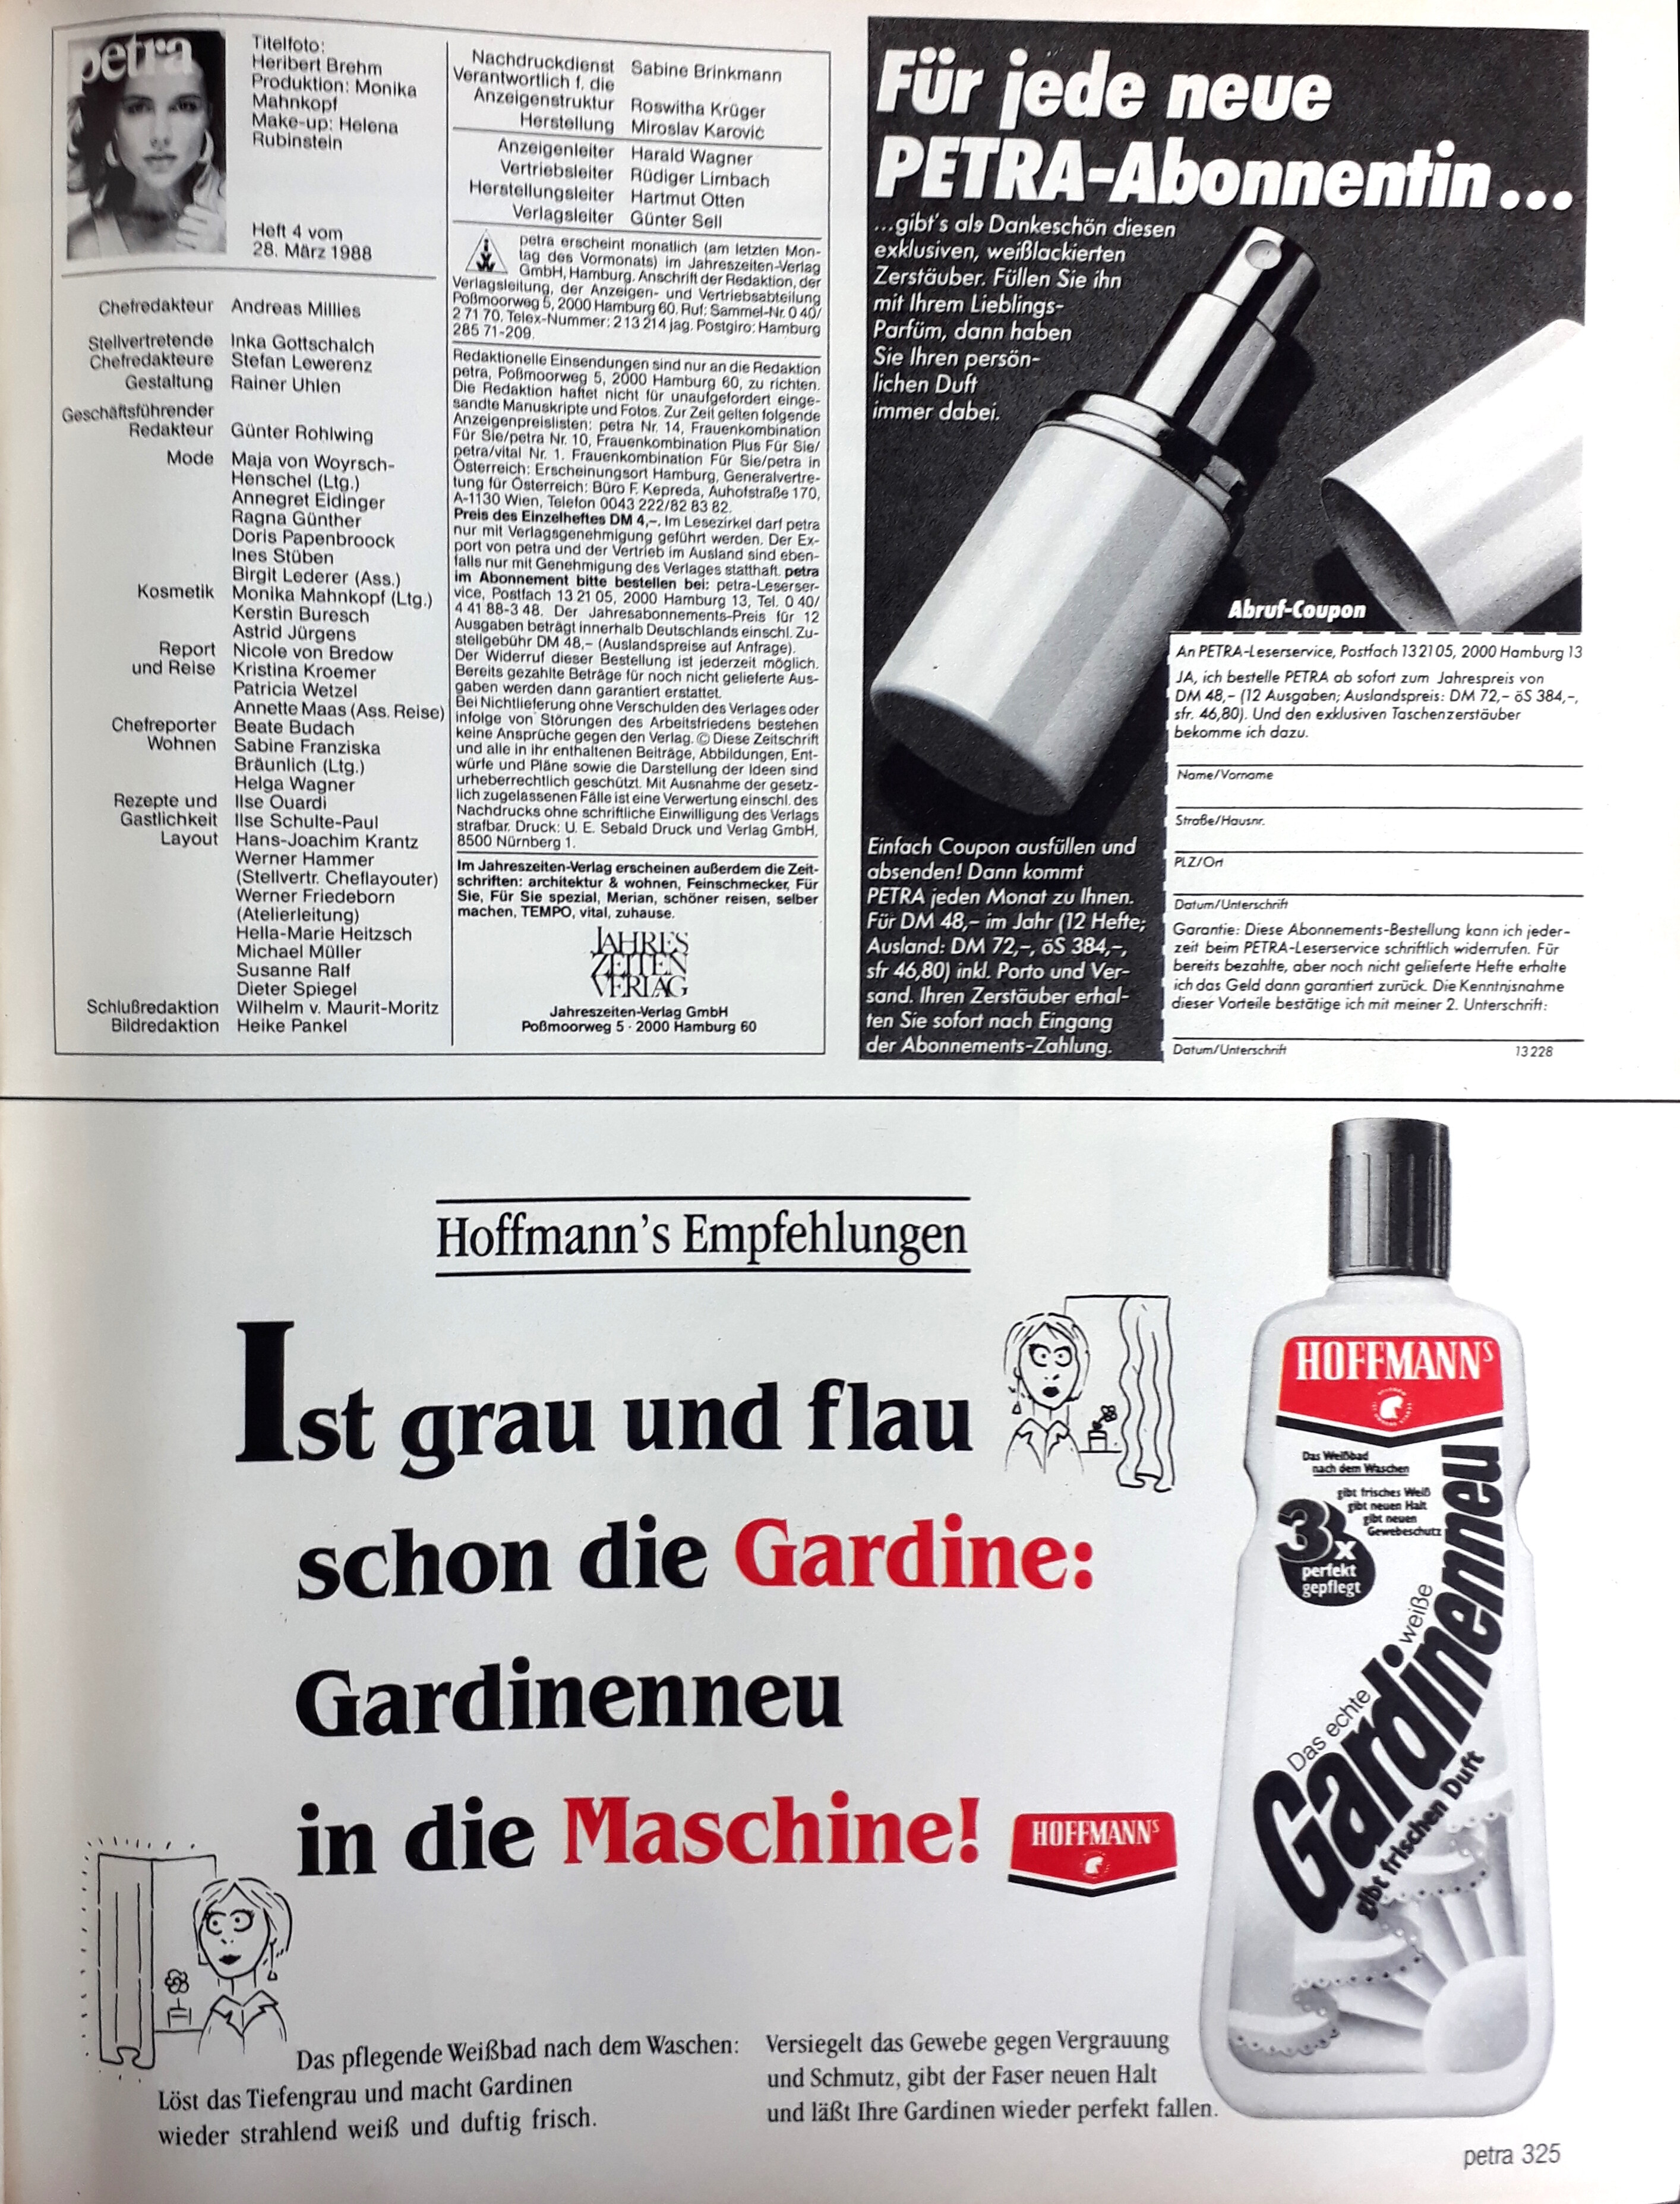 petra
Titelfoto:
Heribert Brehm
Produktion: Monika
Mahnkopf
Make-up: Helena
Rubinstein
Heft 4 vom
28. März 1988
Chefredakteur Andreas Millies
Stellvertretende Inka Gottschalch
Chefredakteure Stefan Lewerenz
Gestaltung Rainer Uhlen
Geschäftsführender
Redakteur Günter Rohlwing
Mode Maja von Woyrsch-
Henschel (Ltg.)
Annegret Eidinger
Ragna Günther
Doris Papenbroock
Ines Stüben
Birgit Lederer (Ass.)
Kosmetik Monika Mahnkopf (Ltg.)
Kerstin Buresch
Astrid Jürgens
Report Nicole von Bredow
und Reise Kristina Kroemer
Patricia Wetzel
Annette Maas (Ass. Reise)
Chefreporter Beate Budach
Wohnen Sabine Franziska
Bräunlich (Ltg.)
Helga Wagner
Rezepte und Ilse Ouardi
Gastlichkeit Ilse Schulte-Paul
Layout Hans-Joachim Krantz
Werner Hammer
(Stellvertr. Cheflayouter)
Werner Friedeborn
(Atelierleitung)
Hella-Marie Heitzsch
Michael Müller
Susanne Ralf
Dieter Spiegel
Schlußredaktion Wilhelm v. Maurit-Moritz
Bildredaktion Heike Pankel
Nachdruckdienst Sabine Brinkmann
Verantwortlich f. die
Anzeigenstruktur Roswitha Krüger
Herstellung Miroslav Karović
Anzeigenleiter Harald Wagner
Vertriebsleiter Rüdiger Limbach
Herstellungsleiter Hartmut Otten
Verlagsleiter Günter Sell
petra erscheint monatlich (am letzten Mon-
tag des Vormonats) im Jahreszeiten-Verlag
GmbH, Hamburg. Anschrift der Redaktion, der
Verlagsleitung, der Anzeigen- und Vertriebsabteilung
Poßmoorweg 5, 2000 Hamburg 60. Ruf: Sammel-Nr. 0 40/
2 71 70. Telex-Nummer: 2 13 214 jag. Postgiro: Hamburg
285 71-209.
Redaktionelle Einsendungen sind nur an die Redaktion
petra, Poßmoorweg 5, 2000 Hamburg 60, zu richten.
Die Redaktion haftet nicht für unaufgefordert einge-
sandte Manuskripte und Fotos. Zur Zeit gelten folgende
Anzeigenpreislisten: petra Nr. 14, Frauenkombination
Für Sie/petra Nr. 10, Frauenkombination Plus Für Sie/
petra/vital Nr. 1. Frauenkombination Für Sie/petra in
Österreich: Erscheinungsort Hamburg, Generalvertre-
tung für Österreich: Büro F. Kepreda, Auhofstraße 170,
A-1130 Wien, Telefon 0043 222/82 83 82.
Preis des Einzelheftes DM 4,–. Im Lesezirkel darf petra
nur mit Verlagsgenehmigung geführt werden. Der Ex-
port von petra und der Vertrieb im Ausland sind eben-
falls nur mit Genehmigung des Verlages statthaft. petra
im Abonnement bitte bestellen bei: petra-Leserser-
vice, Postfach 13 21 05, 2000 Hamburg 13, Tel. 0 40/
4 41 88-3 48. Der Jahresabonnements-Preis für 12
Ausgaben beträgt innerhalb Deutschlands einschl. Zu-
stellgebühr DM 48,– (Auslandspreise auf Anfrage).
Der Widerruf dieser Bestellung ist jederzeit möglich.
Bereits gezahlte Beträge für noch nicht gelieferte Aus-
gaben werden dann garantiert erstattet.
Bei Nichtlieferung ohne Verschulden des Verlages oder
infolge von Störungen des Arbeitsfriedens bestehen
keine Ansprüche gegen den Verlag. © Diese Zeitschrift
und alle in ihr enthaltenen Beiträge, Abbildungen, Ent-
würfe und Pläne sowie die Darstellung der Ideen sind
urheberrechtlich geschützt. Mit Ausnahme der gesetz-
lich zugelassenen Fälle ist eine Verwertung einschl. des
Nachdrucks ohne schriftliche Einwilligung des Verlags
strafbar. Druck: U. E. Sebald Druck und Verlag GmbH,
8500 Nürnberg 1.
Im Jahreszeiten-Verlag erscheinen außerdem die Zeit-
schriften: architektur & wohnen, Feinschmecker, Für
Sie, Für Sie spezial, Merian, schöner reisen, selber
machen, TEMPO, vital, zuhause.
JAHRES
ZEITEN
VERLAG
Jahreszeiten-Verlag GmbH
Poßmoorweg 5 · 2000 Hamburg 60
Für jede neue
PETRA-Abonnentin...
...gibt's als Dankeschön diesen
exklusiven, weißlackierten
Zerstäuber. Füllen Sie ihn
mit Ihrem Lieblings-
Parfüm, dann haben
Sie Ihren persön-
lichen Duft
immer dabei.
Einfach Coupon ausfüllen und
absenden! Dann kommt
PETRA jeden Monat zu Ihnen.
Für DM 48,– im Jahr (12 Hefte;
Ausland: DM 72,–, öS 384,–,
sfr 46,80) inkl. Porto und Ver-
sand. Ihren Zerstäuber erhal-
ten Sie sofort nach Eingang
der Abonnements-Zahlung.
Abruf-Coupon
An PETRA-Leserservice, Postfach 132105, 2000 Hamburg 13
JA, ich bestelle PETRA ab sofort zum Jahrespreis von
DM 48,– (12 Ausgaben; Auslandspreis: DM 72,– öS 384,–,
sfr. 46,80). Und den exklusiven Taschenzerstäuber
bekomme ich dazu.
Name/Vorname
Straße/Hausnr.
PLZ/Ort
Datum/Unterschrift
Garantie: Diese Abonnements-Bestellung kann ich jeder-
zeit beim PETRA-Leserservice schriftlich widerrufen. Für
bereits bezahlte, aber noch nicht gelieferte Hefte erhalte
ich das Geld dann garantiert zurück. Die Kenntnisnahme
dieser Vorteile bestätige ich mit meiner 2. Unterschrift:
Datum/Unterschrift 13 228
Hoffmann's Empfehlungen
Ist grau und flau
schon die Gardine:
Gardinenneu
in die Maschine!
HOFFMANNS
Das pflegende Weißbad nach dem Waschen:
Löst das Tiefengrau und macht Gardinen
wieder strahlend weiß und duftig frisch.
Versiegelt das Gewebe gegen Vergrauung
und Schmutz, gibt der Faser neuen Halt
und läßt Ihre Gardinen wieder perfekt fallen.
HOFFMANNS
Das Weißbad
nach dem Waschen
gibt frisches Weiß
gibt neuen Halt
gibt neuen
Gewebeschutz
3x
perfekt
gepflegt
Das echte weiße
Gardinenneu
gibt frischen Duft
petra 325